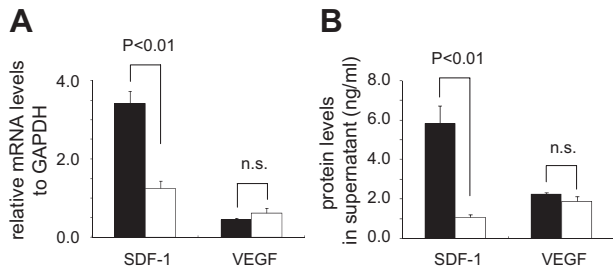 A
relative mRNA levels
to GAPDH
4.0
2.0
0.0
P<0.01
n.s.
SDF-1
VEGF
B
protein levels
in supernatant (ng/ml)
8.0
6.0
4.0
2.0
0.0
P<0.01
n.s.
SDF-1
VEGF